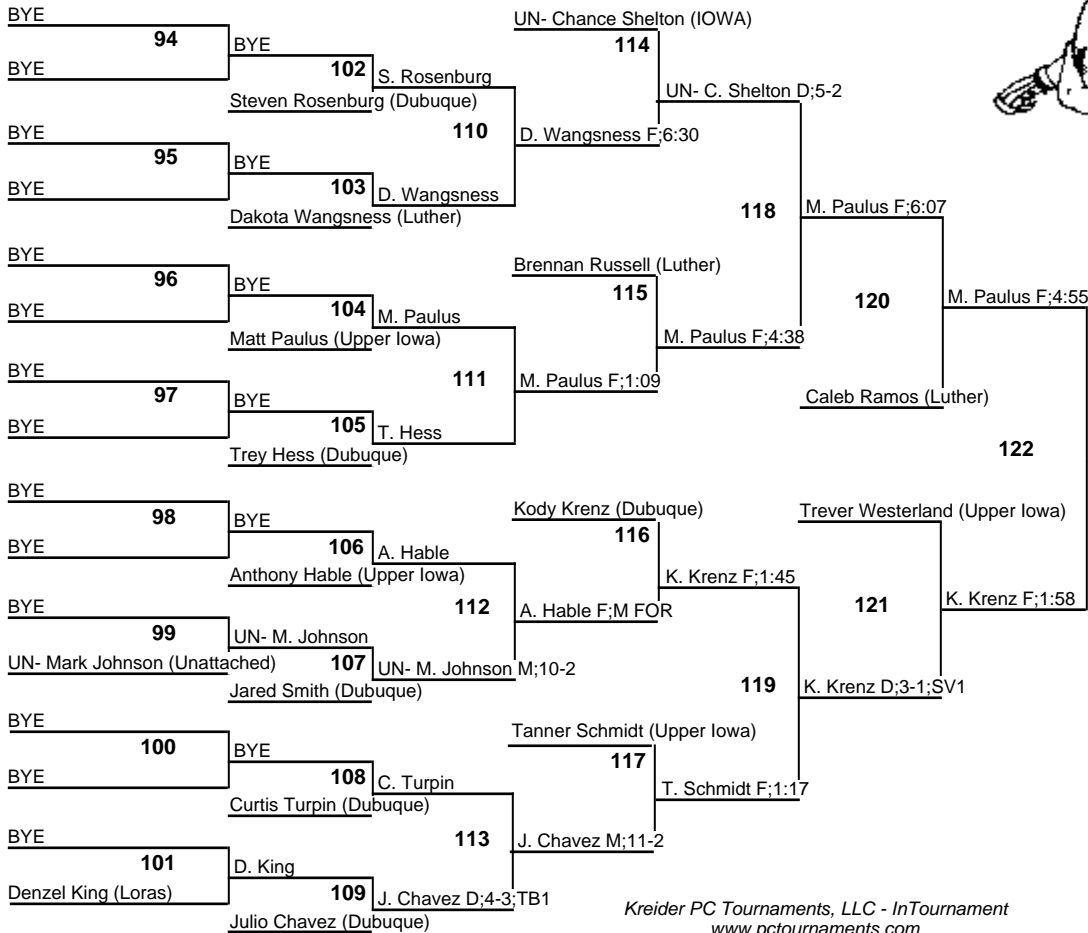 BYE
94
BYE
BYE
102
S. Rosenburg
Steven Rosenburg (Dubuque)
BYE
95
BYE
BYE
103
D. Wangsness
Dakota Wangsness (Luther)
110
D. Wangsness F;6:30
UN- Chance Shelton (IOWA)
114
UN- C. Shelton D;5-2
BYE
96
BYE
BYE
104
M. Paulus
Matt Paulus (Upper Iowa)
BYE
97
BYE
BYE
105
T. Hess
Trey Hess (Dubuque)
111
M. Paulus F;1:09
Brennan Russell (Luther)
115
M. Paulus F;4:38
118
M. Paulus F;6:07
120
Caleb Ramos (Luther)
M. Paulus F;4:55
122
BYE
98
BYE
BYE
106
A. Hable
Anthony Hable (Upper Iowa)
BYE
99
UN- Mark Johnson (Unattached)
UN- M. Johnson
107
UN- M. Johnson M;10-2
Jared Smith (Dubuque)
112
A. Hable F;M FOR
Kody Krenz (Dubuque)
116
K. Krenz F;1:45
BYE
100
BYE
BYE
108
C. Turpin
Curtis Turpin (Dubuque)
BYE
101
Denzel King (Loras)
D. King
109
J. Chavez D;4-3;TB1
Julio Chavez (Dubuque)
113
J. Chavez M;11-2
Tanner Schmidt (Upper Iowa)
117
T. Schmidt F;1:17
119
K. Krenz D;3-1;SV1
Trever Westerland (Upper Iowa)
121
K. Krenz F;1:58
Kreider PC Tournaments, LLC - InTournament
www.pctournaments.com